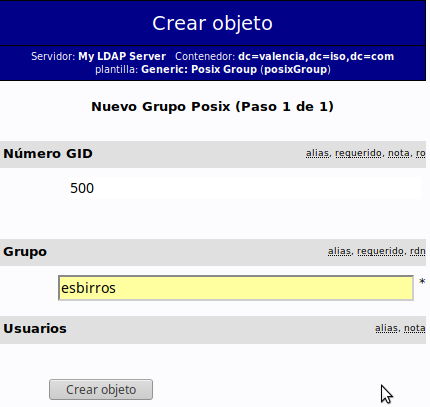 Crear objeto
Servidor: My LDAP Server Contenedor: dc=valencia,dc=iso,dc=com
plantilla: Generic: Posix Group (posixGroup)
Nuevo Grupo Posix (Paso 1 de 1)
Número GID alias, requerido, nota, ro
500
Grupo alias, requerido, rdn
esbirros *
Usuarios alias, nota
Crear objeto